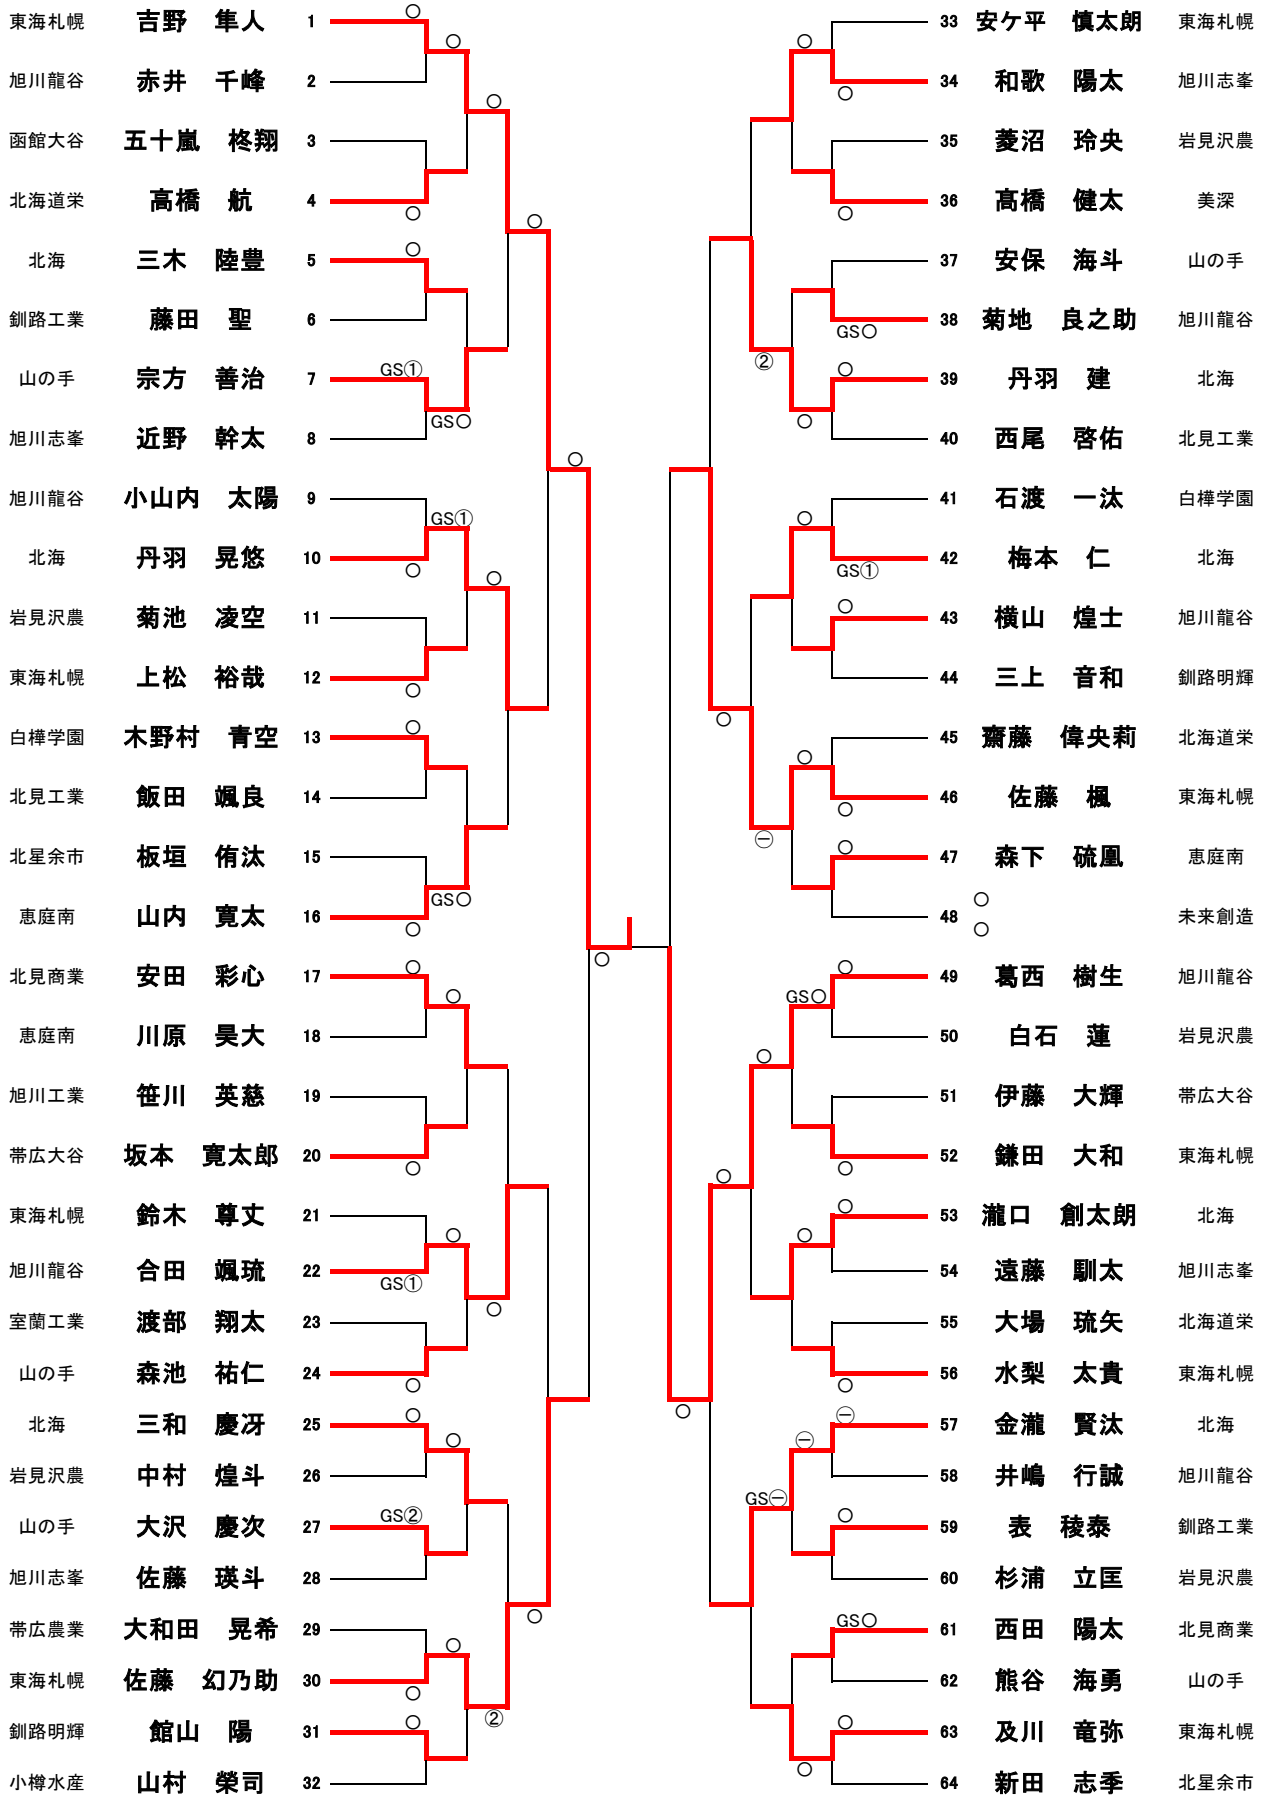 東海札幌 吉野 隼人 1 ○
○
旭川龍谷 赤井 千峰 2
○
函館大谷 五十嵐 柊翔 3
北海道栄 高橋 航 4 ○
○
北海 三木 陸豊 5 ○
釧路工業 藤田 聖 6
山の手 宗方 善治 7 GS①
GS○
旭川志峯 近野 幹太 8
○
旭川龍谷 小山内 太陽 9
GS①
北海 丹羽 晃悠 10 ○
○
岩見沢農 菊池 凌空 11
東海札幌 上松 裕哉 12 ○
白樺学園 木野村 青空 13 ○
北見工業 飯田 颯良 14
北星余市 板垣 侑汰 15
GS○
恵庭南 山内 寛太 16 ○
○
北見商業 安田 彩心 17 ○
○
恵庭南 川原 昊大 18
旭川工業 笹川 英慈 19
帯広大谷 坂本 寛太郎 20 ○
東海札幌 鈴木 尊丈 21
○
旭川龍谷 合田 颯琉 22 GS①
○
室蘭工業 渡部 翔太 23
山の手 森池 祐仁 24 ○
北海 三和 慶冴 25 ○
○
岩見沢農 中村 煌斗 26
山の手 大沢 慶次 27 GS②
旭川志峯 佐藤 瑛斗 28
○
帯広農業 大和田 晃希 29
○
東海札幌 佐藤 幻乃助 30 ○
②
釧路明輝 館山 陽 31 ○
小樽水産 山村 榮司 32
33 安ケ平 慎太朗 東海札幌
○
34 和歌 陽太 旭川志峯
○
35 菱沼 玲央 岩見沢農
36 髙橋 健太 美深
○
37 安保 海斗 山の手
38 菊地 良之助 旭川龍谷
GS○
②
○
39 丹羽 建 北海
○
40 西尾 啓佑 北見工業
41 石渡 一汰 白樺学園
○
42 梅本 仁 北海
GS①
○
43 横山 煌士 旭川龍谷
44 三上 音和 釧路明輝
○
45 齋藤 偉央莉 北海道栄
○
46 佐藤 楓 東海札幌
○
㊀
○
47 森下 硫凰 恵庭南
○
48 未来創造
○
○
49 葛西 樹生 旭川龍谷
GS○
50 白石 蓮 岩見沢農
○
51 伊藤 大輝 帯広大谷
52 鎌田 大和 東海札幌
○
○
○
53 瀧口 創太朗 北海
○
54 遠藤 馴太 旭川志峯
55 大場 琉矢 北海道栄
56 水梨 太貴 東海札幌
○
○
㊀
57 金瀧 賢汰 北海
㊀
58 井嶋 行誠 旭川龍谷
GS㊀
○
59 表 稜泰 釧路工業
60 杉浦 立匡 岩見沢農
GS○
61 西田 陽太 北見商業
62 熊谷 海勇 山の手
○
63 及川 竜弥 東海札幌
○
64 新田 志季 北星余市